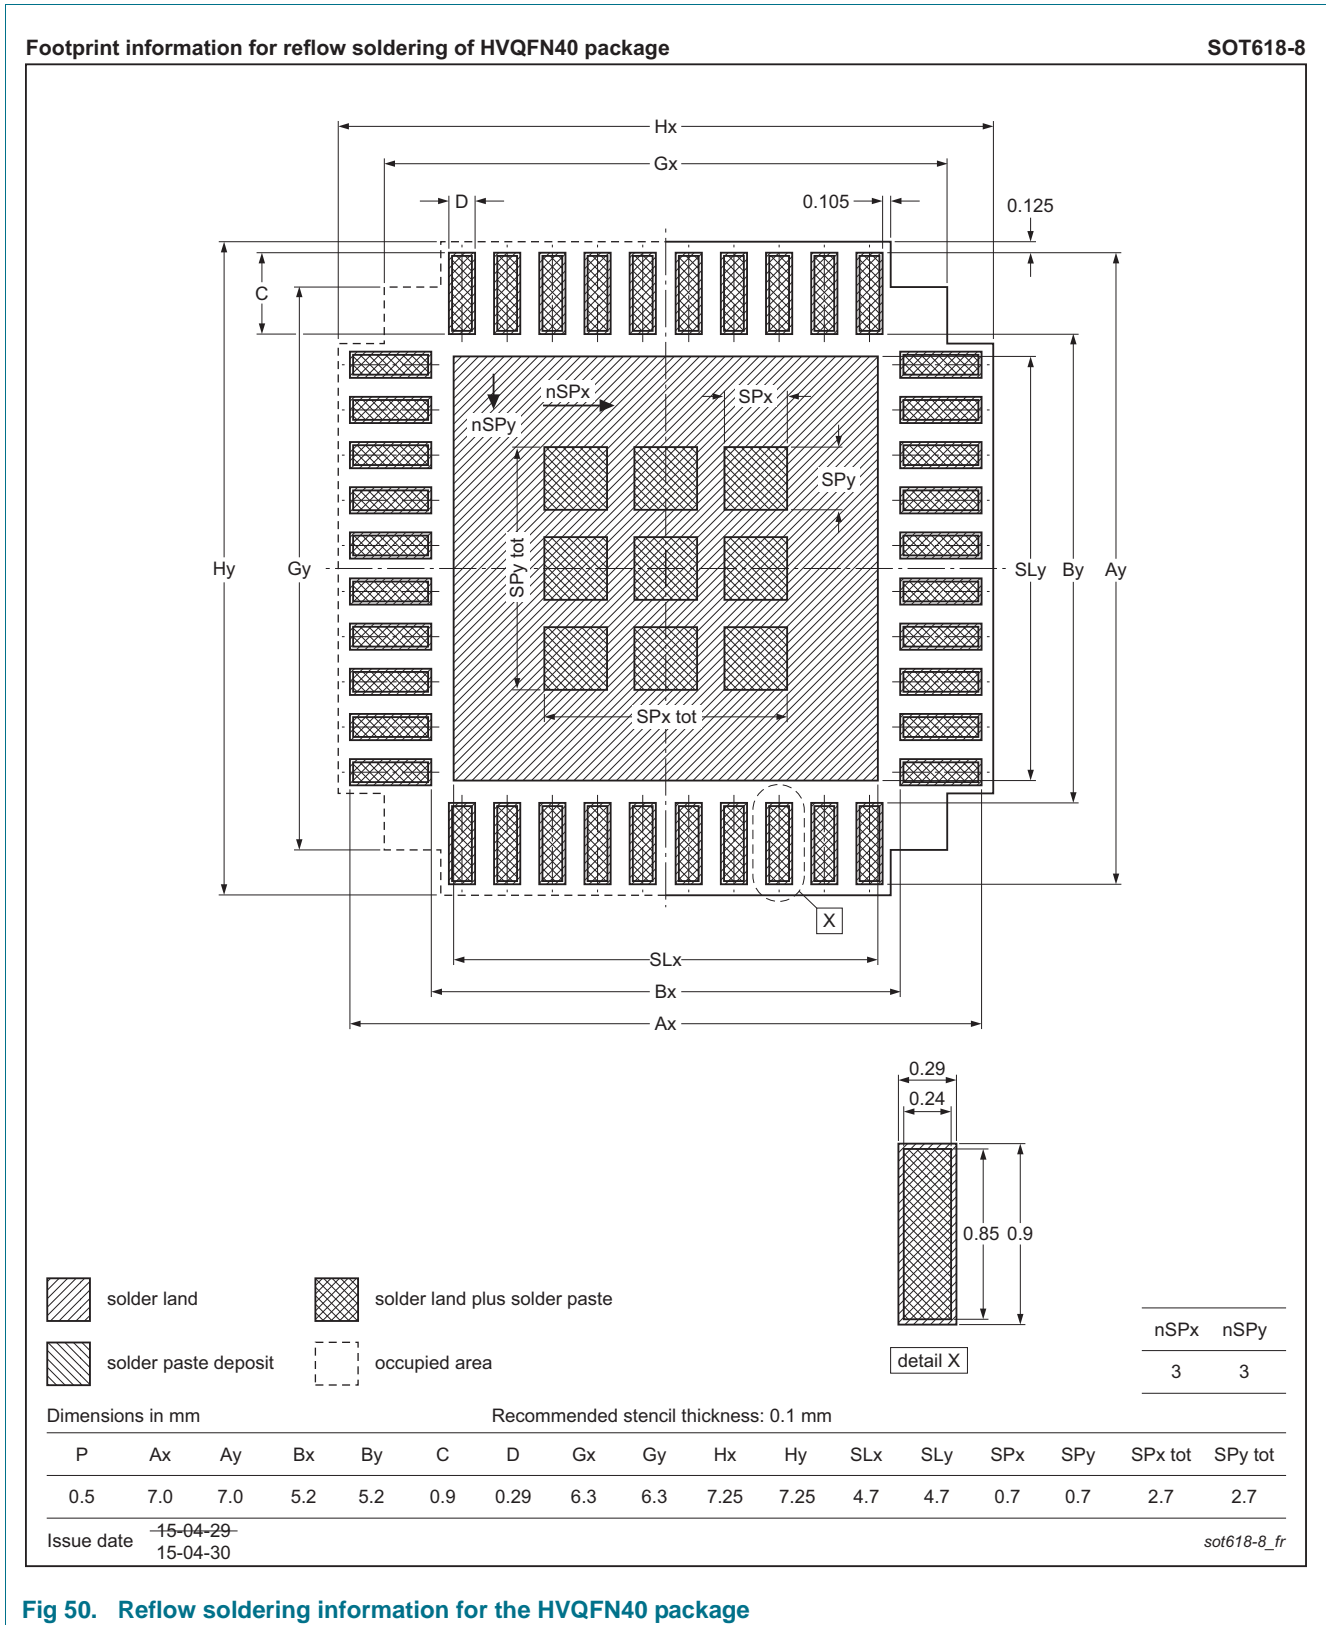 Footprint information for reflow soldering of HVQFN40 package SOT618-8
Hx
Gx
D 0.105 0.125
C
nSPx SPx
nSPy
SPy
SPy tot
Hy Gy SLy By Ay
SPx tot
X
SLx
Bx
Ax
0.29
0.24
0.85 0.9
detail X
solder land solder land plus solder paste
solder paste deposit occupied area
nSPx nSPy
3 3
Dimensions in mm Recommended stencil thickness: 0.1 mm
P Ax Ay Bx By C D Gx Gy Hx Hy SLx SLy SPx SPy SPx tot SPy tot
0.5 7.0 7.0 5.2 5.2 0.9 0.29 6.3 6.3 7.25 7.25 4.7 4.7 0.7 0.7 2.7 2.7
Issue date 15-04-29
15-04-30
sot618-8_fr
Fig 50. Reflow soldering information for the HVQFN40 package